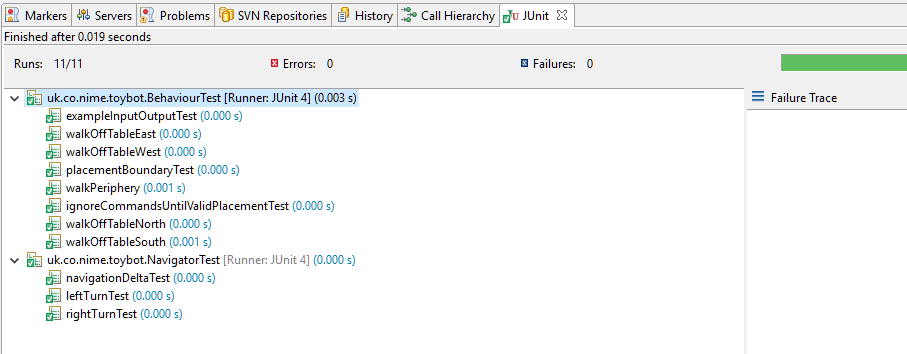 Markers Servers Problems SVN Repositories History Call Hierarchy JUnit
Finished after 0.019 seconds
Runs: 11/11 Errors: 0 Failures: 0
uk.co.nime.toybot.BehaviourTest [Runner: JUnit 4] (0.003 s)
Failure Trace
exampleInputOutputTest (0.000 s)
walkOffTableEast (0.000 s)
walkOffTableWest (0.000 s)
placementBoundaryTest (0.000 s)
walkPeriphery (0.001 s)
ignoreCommandsUntilValidPlacementTest (0.000 s)
walkOffTableNorth (0.000 s)
walkOffTableSouth (0.001 s)
uk.co.nime.toybot.NavigatorTest [Runner: JUnit 4] (0.000 s)
navigationDeltaTest (0.000 s)
leftTurnTest (0.000 s)
rightTurnTest (0.000 s)